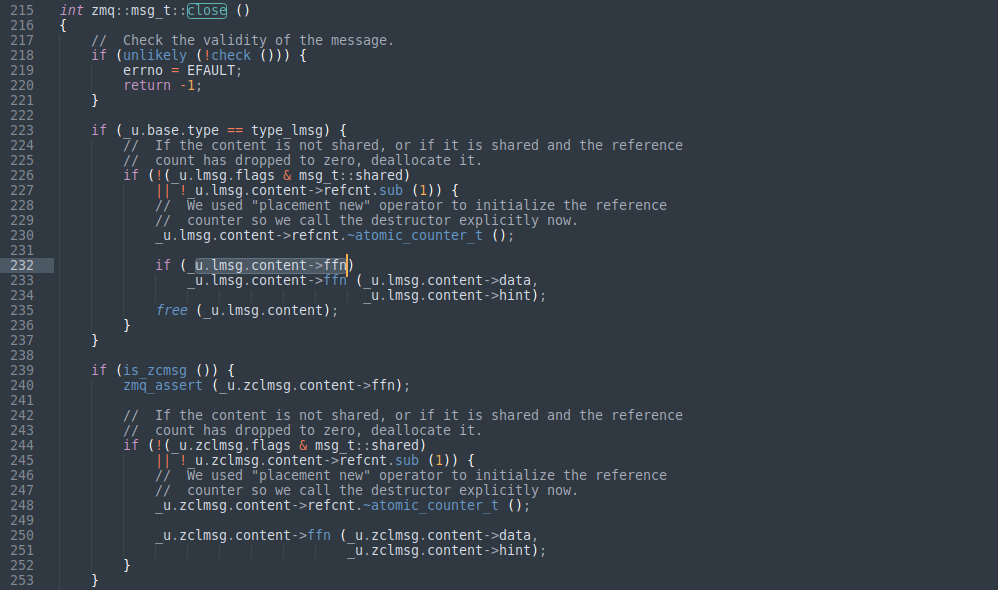 215 int zmq::msg_t::close ()
216 {
217     //  Check the validity of the message.
218     if (unlikely (!check ())) {
219         errno = EFAULT;
220         return -1;
221     }
222
223     if (_u.base.type == type_lmsg) {
224         //  If the content is not shared, or if it is shared and the reference
225         //  count has dropped to zero, deallocate it.
226         if (!(_u.lmsg.flags & msg_t::shared)
227             || !_u.lmsg.content->refcnt.sub (1)) {
228             //  We used "placement new" operator to initialize the reference
229             //  counter so we call the destructor explicitly now.
230             _u.lmsg.content->refcnt.~atomic_counter_t ();
231
232             if (_u.lmsg.content->ffn)
233                 _u.lmsg.content->ffn (_u.lmsg.content->data,
234                                       _u.lmsg.content->hint);
235             free (_u.lmsg.content);
236         }
237     }
238
239     if (is_zcmsg ()) {
240         zmq_assert (_u.zclmsg.content->ffn);
241
242         //  If the content is not shared, or if it is shared and the reference
243         //  count has dropped to zero, deallocate it.
244         if (!(_u.zclmsg.flags & msg_t::shared)
245             || !_u.zclmsg.content->refcnt.sub (1)) {
246             //  We used "placement new" operator to initialize the reference
247             //  counter so we call the destructor explicitly now.
248             _u.zclmsg.content->refcnt.~atomic_counter_t ();
249
250             _u.zclmsg.content->ffn (_u.zclmsg.content->data,
251                                     _u.zclmsg.content->hint);
252         }
253     }